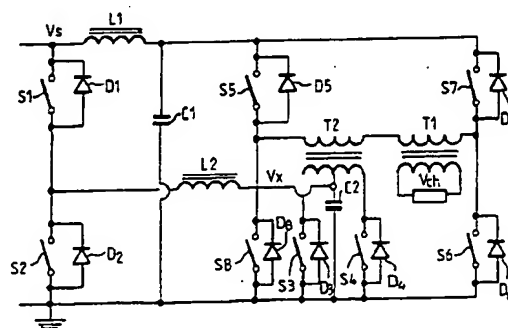 Vs L1
S1 D1 C1 S5 D5 S7 D
T2 T1
L2 Vx C2 Vch
S2 D2 S8 D8 S3 D3 S4 D4 S6 D